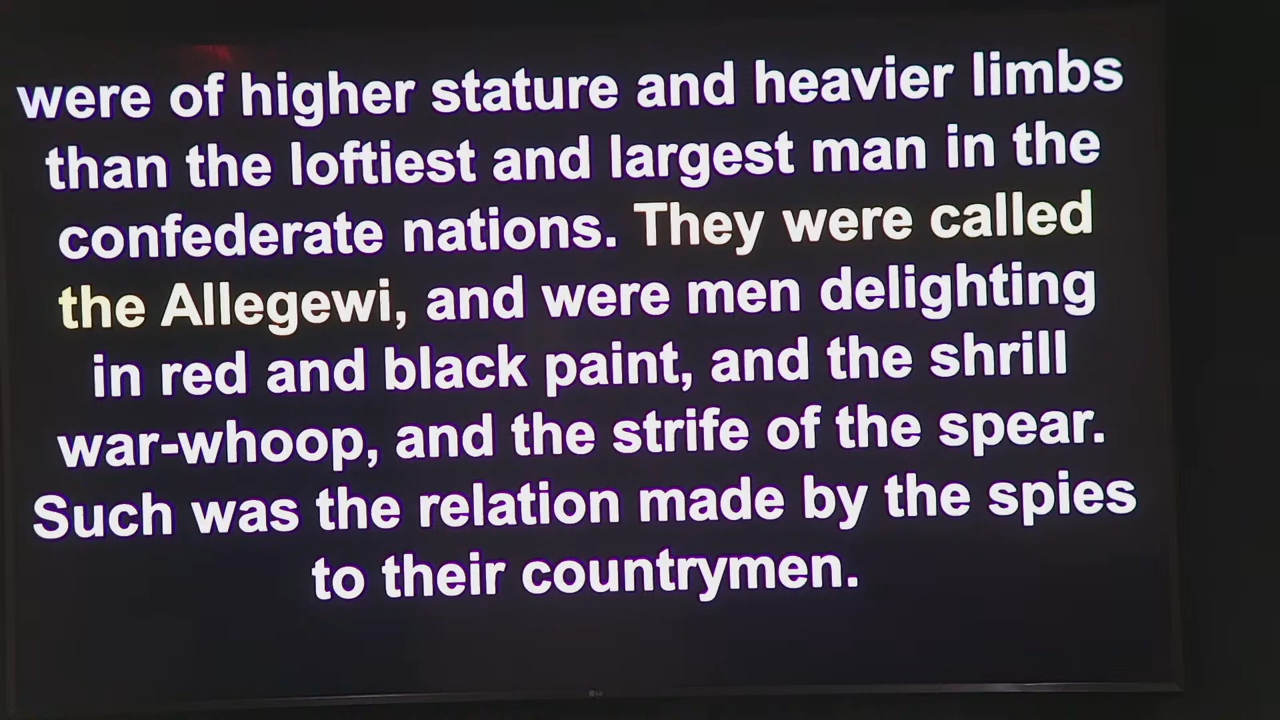 were of higher stature and heavier limbs
than the loftiest and largest man in the
confederate nations. They were called
the Allegewi, and were men delighting
in red and black paint, and the shrill
war-whoop, and the strife of the spear.
Such was the relation made by the spies
to their countrymen.
LG